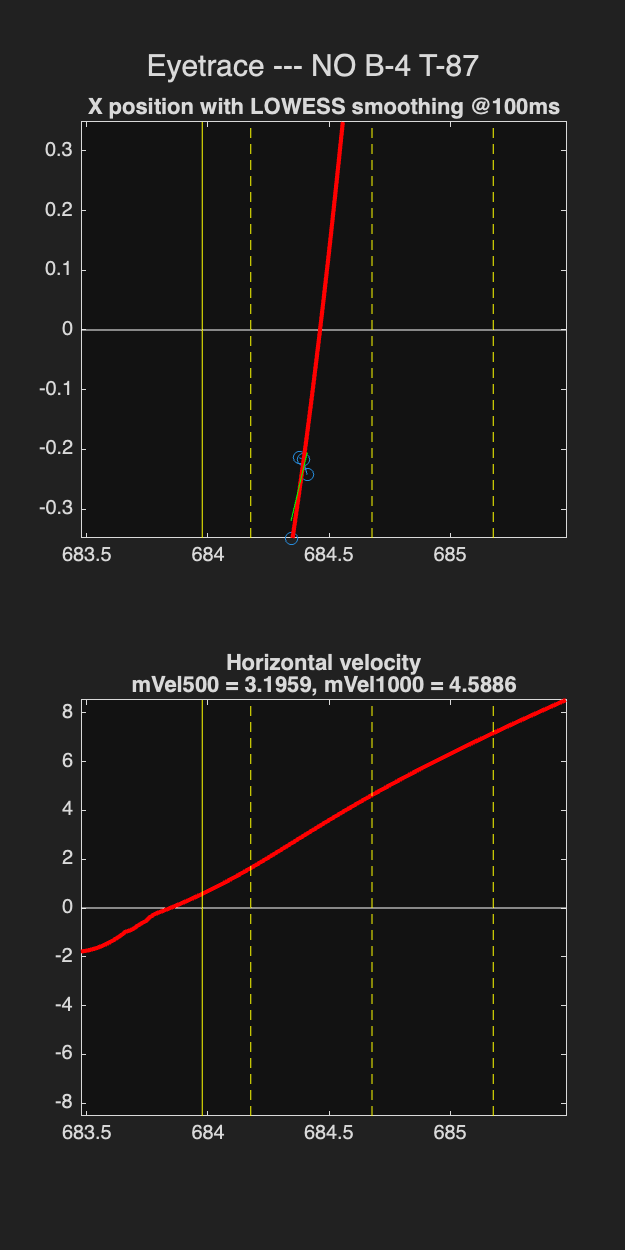 Eyetrace --- NO B-4 T-87
X position with LOWESS smoothing @100ms
0.3
0.2
0.1
0
-0.1
-0.2
-0.3
683.5 684 684.5 685
Horizontal velocity
mVel500 = 3.1959, mVel1000 = 4.5886
8
6
4
2
0
-2
-4
-6
-8
683.5 684 684.5 685